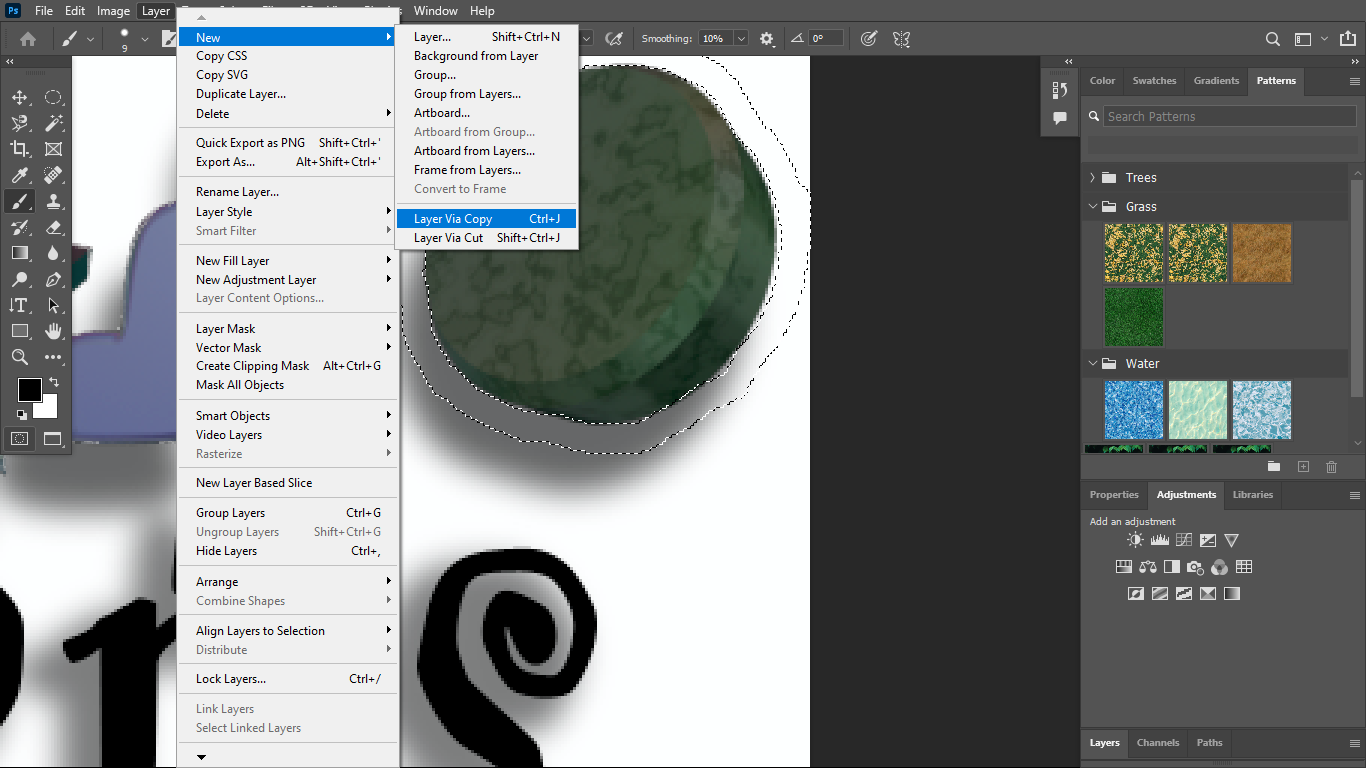 Ps File Edit Image Layer Window Help
9 Smoothing: 10% 0°
New
Copy CSS
Copy SVG
Duplicate Layer...
Delete
Quick Export as PNG Shift+Ctrl+'
Export As... Alt+Shift+Ctrl+'
Rename Layer...
Layer Style
Smart Filter
New Fill Layer
New Adjustment Layer
Layer Content Options...
Layer Mask
Vector Mask
Create Clipping Mask Alt+Ctrl+G
Mask All Objects
Smart Objects
Video Layers
Rasterize
New Layer Based Slice
Group Layers Ctrl+G
Ungroup Layers Shift+Ctrl+G
Hide Layers Ctrl+,
Arrange
Combine Shapes
Align Layers to Selection
Distribute
Lock Layers... Ctrl+/
Link Layers
Select Linked Layers
Layer... Shift+Ctrl+N
Background from Layer
Group...
Group from Layers...
Artboard...
Artboard from Group...
Artboard from Layers...
Frame from Layers...
Convert to Frame
Layer Via Copy Ctrl+J
Layer Via Cut Shift+Ctrl+J
Color Swatches Gradients Patterns
Search Patterns
Trees
Grass
Water
Properties Adjustments Libraries
Add an adjustment
Layers Channels Paths